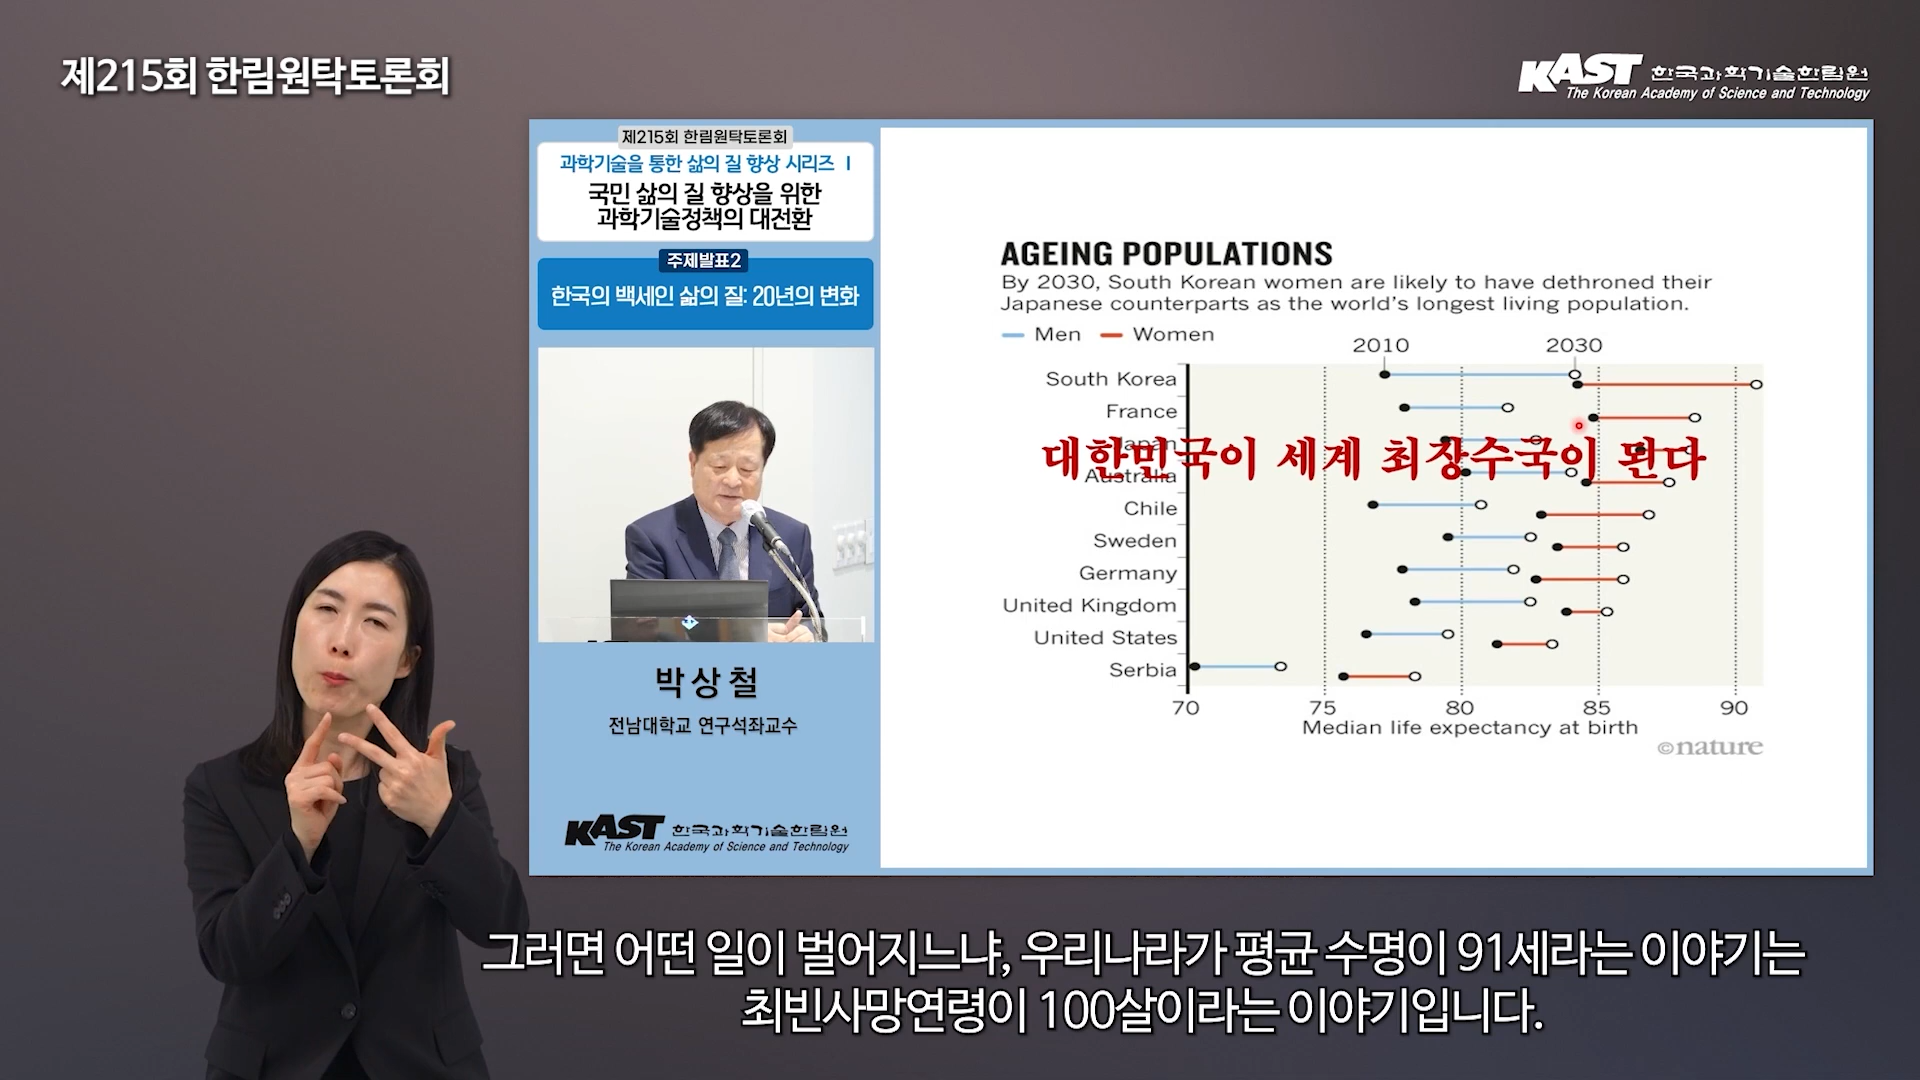 제215회 한림원탁토론회
KAST 한국과학기술한림원
The Korean Academy of Science and Technology
제215회 한림원탁토론회
과학기술을 통한 삶의 질 향상 시리즈 Ⅰ
국민 삶의 질 향상을 위한
과학기술정책의 대전환
주제발표2
한국의 백세인 삶의 질: 20년의 변화
박상철
전남대학교 연구석좌교수
KAST 한국과학기술한림원
The Korean Academy of Science and Technology
AGEING POPULATIONS
By 2030, South Korean women are likely to have dethroned their
Japanese counterparts as the world's longest living population.
Men Women
2010 2030
South Korea
France
Japan
대한민국이 세계 최장수국이 된다
Australia
Chile
Sweden
Germany
United Kingdom
United States
Serbia
70 75 80 85 90
Median life expectancy at birth
©nature
그러면 어떤 일이 벌어지느냐, 우리나라가 평균 수명이 91세라는 이야기는
최빈사망연령이 100살이라는 이야기입니다.